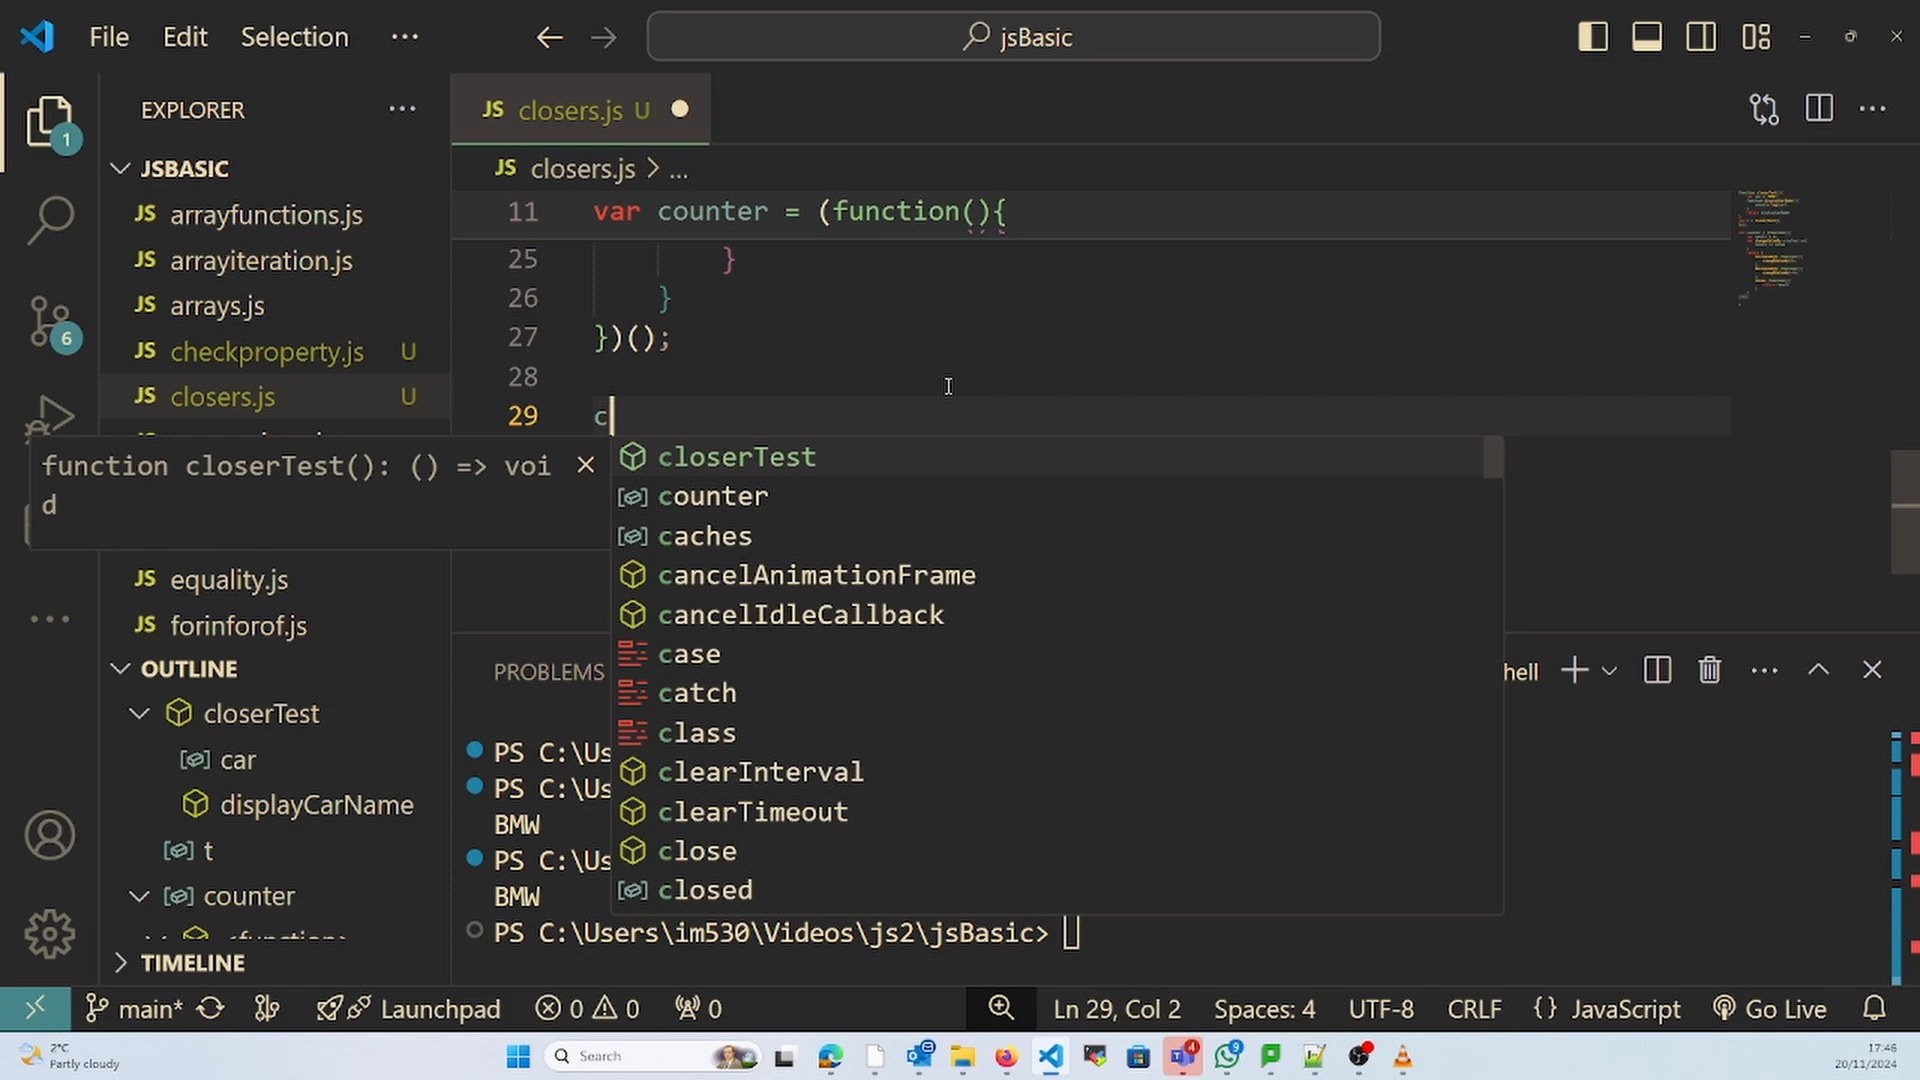 File Edit Selection ···
jsBasic
EXPLORER ···
JS closers.js U
JSBASIC
JS closers.js > ...
JS arrayfunctions.js
JS arrayiteration.js
JS arrays.js
JS checkproperty.js U
JS closers.js U
11 var counter = (function(){
25 }
26 }
27 })();
28
29 c
function closerTest(): () => voi
d
closerTest
counter
caches
cancelAnimationFrame
cancelIdleCallback
case
catch
class
clearInterval
clearTimeout
close
closed
JS equality.js
JS forinforof.js
OUTLINE
closerTest
car
displayCarName
t
counter
TIMELINE
PROBLEMS
hell
PS C:\Us
PS C:\Us
BMW
PS C:\Us
BMW
PS C:\Users\im530\Videos\js2\jsBasic>
1
6
main* Launchpad 0 0 0 Ln 29, Col 2 Spaces: 4 UTF-8 CRLF {} JavaScript Go Live
2°C
Partly cloudy
Search
4
9
17:46
20/11/2024